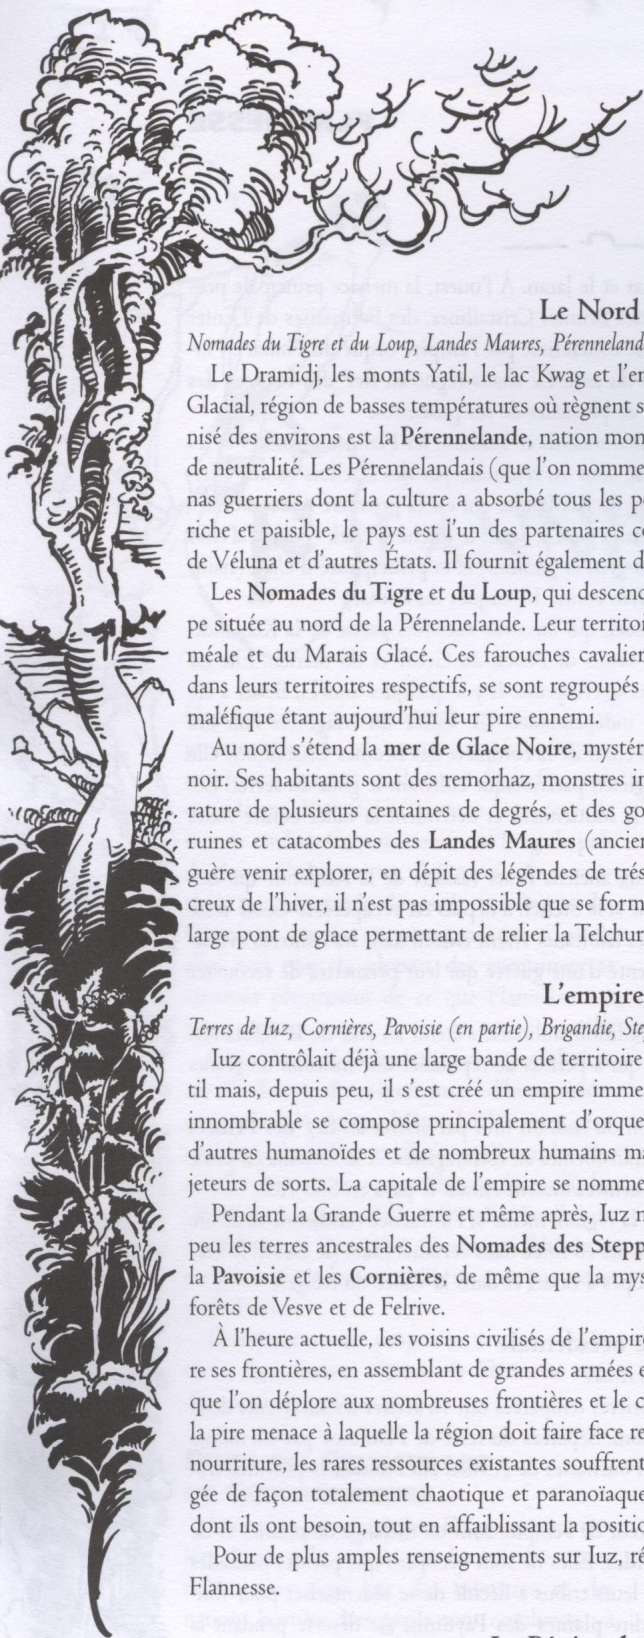 Le Nord
Nomades du Tigre et du Loup, Landes Maures, Pérenneland
Le Dramidj, les monts Yatil, le lac Kwag et l'en
Glacial, région de basses températures où règnent s
nisé des environs est la Pérennelande, nation mon
de neutralité. Les Pérennelandais (que l'on nomme
nas guerriers dont la culture a absorbé tous les pe
riche et paisible, le pays est l'un des partenaires co
de Véluna et d'autres États. Il fournit également d
Les Nomades du Tigre et du Loup, qui descend
pe située au nord de la Pérennelande. Leur territoi
méale et du Marais Glacé. Ces farouches cavalier
dans leurs territoires respectifs, se sont regroupés
maléfique étant aujourd'hui leur pire ennemi.
Au nord s'étend la mer de Glace Noire, mystér
noir. Ses habitants sont des remorhaz, monstres in
rature de plusieurs centaines de degrés, et des go
ruines et catacombes des Landes Maures (ancien
guère venir explorer, en dépit des légendes de trés
creux de l'hiver, il n'est pas impossible que se form
large pont de glace permettant de relier la Telchur
L'empire
Terres de Iuz, Cornières, Pavoisie (en partie), Brigandie, Ste
Iuz contrôlait déjà une large bande de territoire
til mais, depuis peu, il s'est créé un empire imme
innombrable se compose principalement d'orque
d'autres humanoïdes et de nombreux humains ma
jeteurs de sorts. La capitale de l'empire se nomme
Pendant la Grande Guerre et même après, Iuz n
peu les terres ancestrales des Nomades des Stepp
la Pavoisie et les Cornières, de même que la mys
forêts de Vesve et de Felrive.
À l'heure actuelle, les voisins civilisés de l'empir
re ses frontières, en assemblant de grandes armées e
que l'on déplore aux nombreuses frontières et le c
la pire menace à laquelle la région doit faire face re
nourriture, les rares ressources existantes souffrent
gée de façon totalement chaotique et paranoïaque
dont ils ont besoin, tout en affaiblissant la positio
Pour de plus amples renseignements sur Iuz, ré
Flannesse.